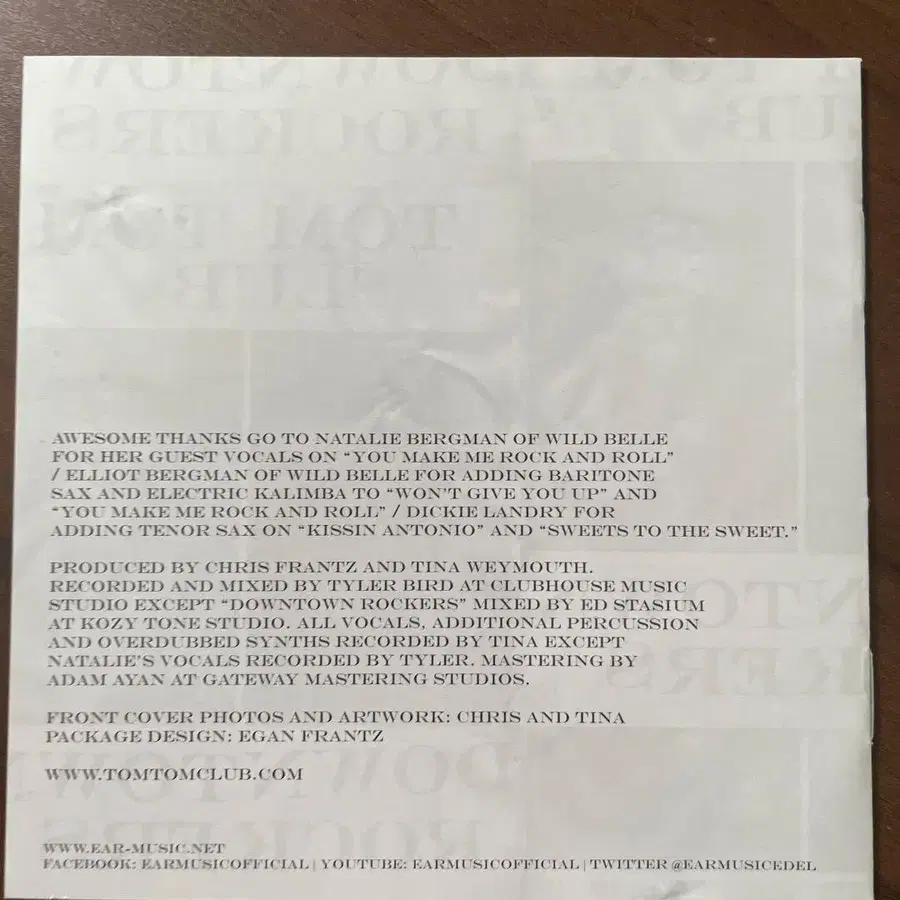 AWESOME THANKS GO TO NATALIE BERGMAN OF WILD BELLE
FOR HER GUEST VOCALS ON "YOU MAKE ME ROCK AND ROLL"
/ ELLIOT BERGMAN OF WILD BELLE FOR ADDING BARITONE
SAX AND ELECTRIC KALIMBA TO "WON'T GIVE YOU UP" AND
"YOU MAKE ME ROCK AND ROLL" / DICKIE LANDRY FOR
ADDING TENOR SAX ON "KISSIN ANTONIO" AND "SWEETS TO THE SWEET."
PRODUCED BY CHRIS FRANTZ AND TINA WEYMOUTH.
RECORDED AND MIXED BY TYLER BIRD AT CLUBHOUSE MUSIC
STUDIO EXCEPT "DOWNTOWN ROCKERS" MIXED BY ED STASIUM
AT KOZY TONE STUDIO. ALL VOCALS, ADDITIONAL PERCUSSION
AND OVERDUBBED SYNTHS RECORDED BY TINA EXCEPT
NATALIE'S VOCALS RECORDED BY TYLER. MASTERING BY
ADAM AYAN AT GATEWAY MASTERING STUDIOS.
FRONT COVER PHOTOS AND ARTWORK: CHRIS AND TINA
PACKAGE DESIGN: EGAN FRANTZ
WWW.TOMTOMCLUB.COM
WWW.EAR-MUSIC.NET
FACEBOOK: EARMUSICOFFICIAL | YOUTUBE: EARMUSICOFFICIAL | TWITTER @EARMUSICEDEL